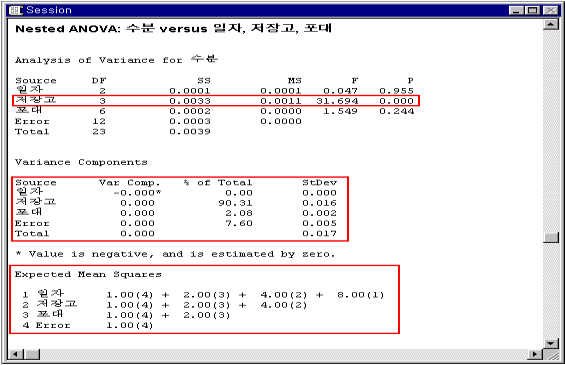 Session
Nested ANOVA: 수분 versus 일자, 저장고, 포대
Analysis of Variance for 수분
Source DF SS MS F P
일자 2 0.0001 0.0001 0.047 0.955
저장고 3 0.0033 0.0011 31.694 0.000
포대 6 0.0002 0.0000 1.549 0.244
Error 12 0.0003 0.0000
Total 23 0.0039
Variance Components
Source Var Comp. % of Total StDev
일자 -0.000* 0.00 0.000
저장고 0.000 90.31 0.016
포대 0.000 2.08 0.002
Error 0.000 7.60 0.005
Total 0.000 0.017
* Value is negative, and is estimated by zero.
Expected Mean Squares
1 일자 1.00(4) + 2.00(3) + 4.00(2) + 8.00(1)
2 저장고 1.00(4) + 2.00(3) + 4.00(2)
3 포대 1.00(4) + 2.00(3)
4 Error 1.00(4)